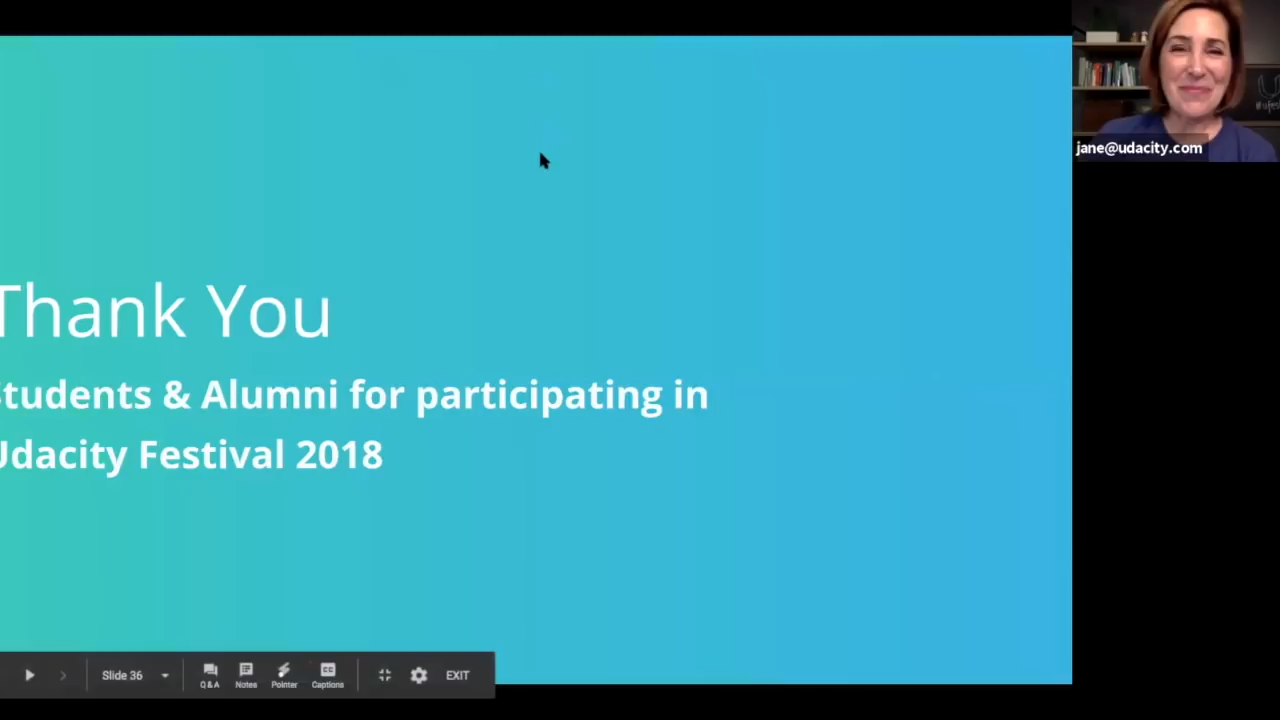 Thank You
Students & Alumni for participating in
Udacity Festival 2018
jane@udacity.com
Slide 36
Q&A
Notes
Pointer
CC
Captions
EXIT